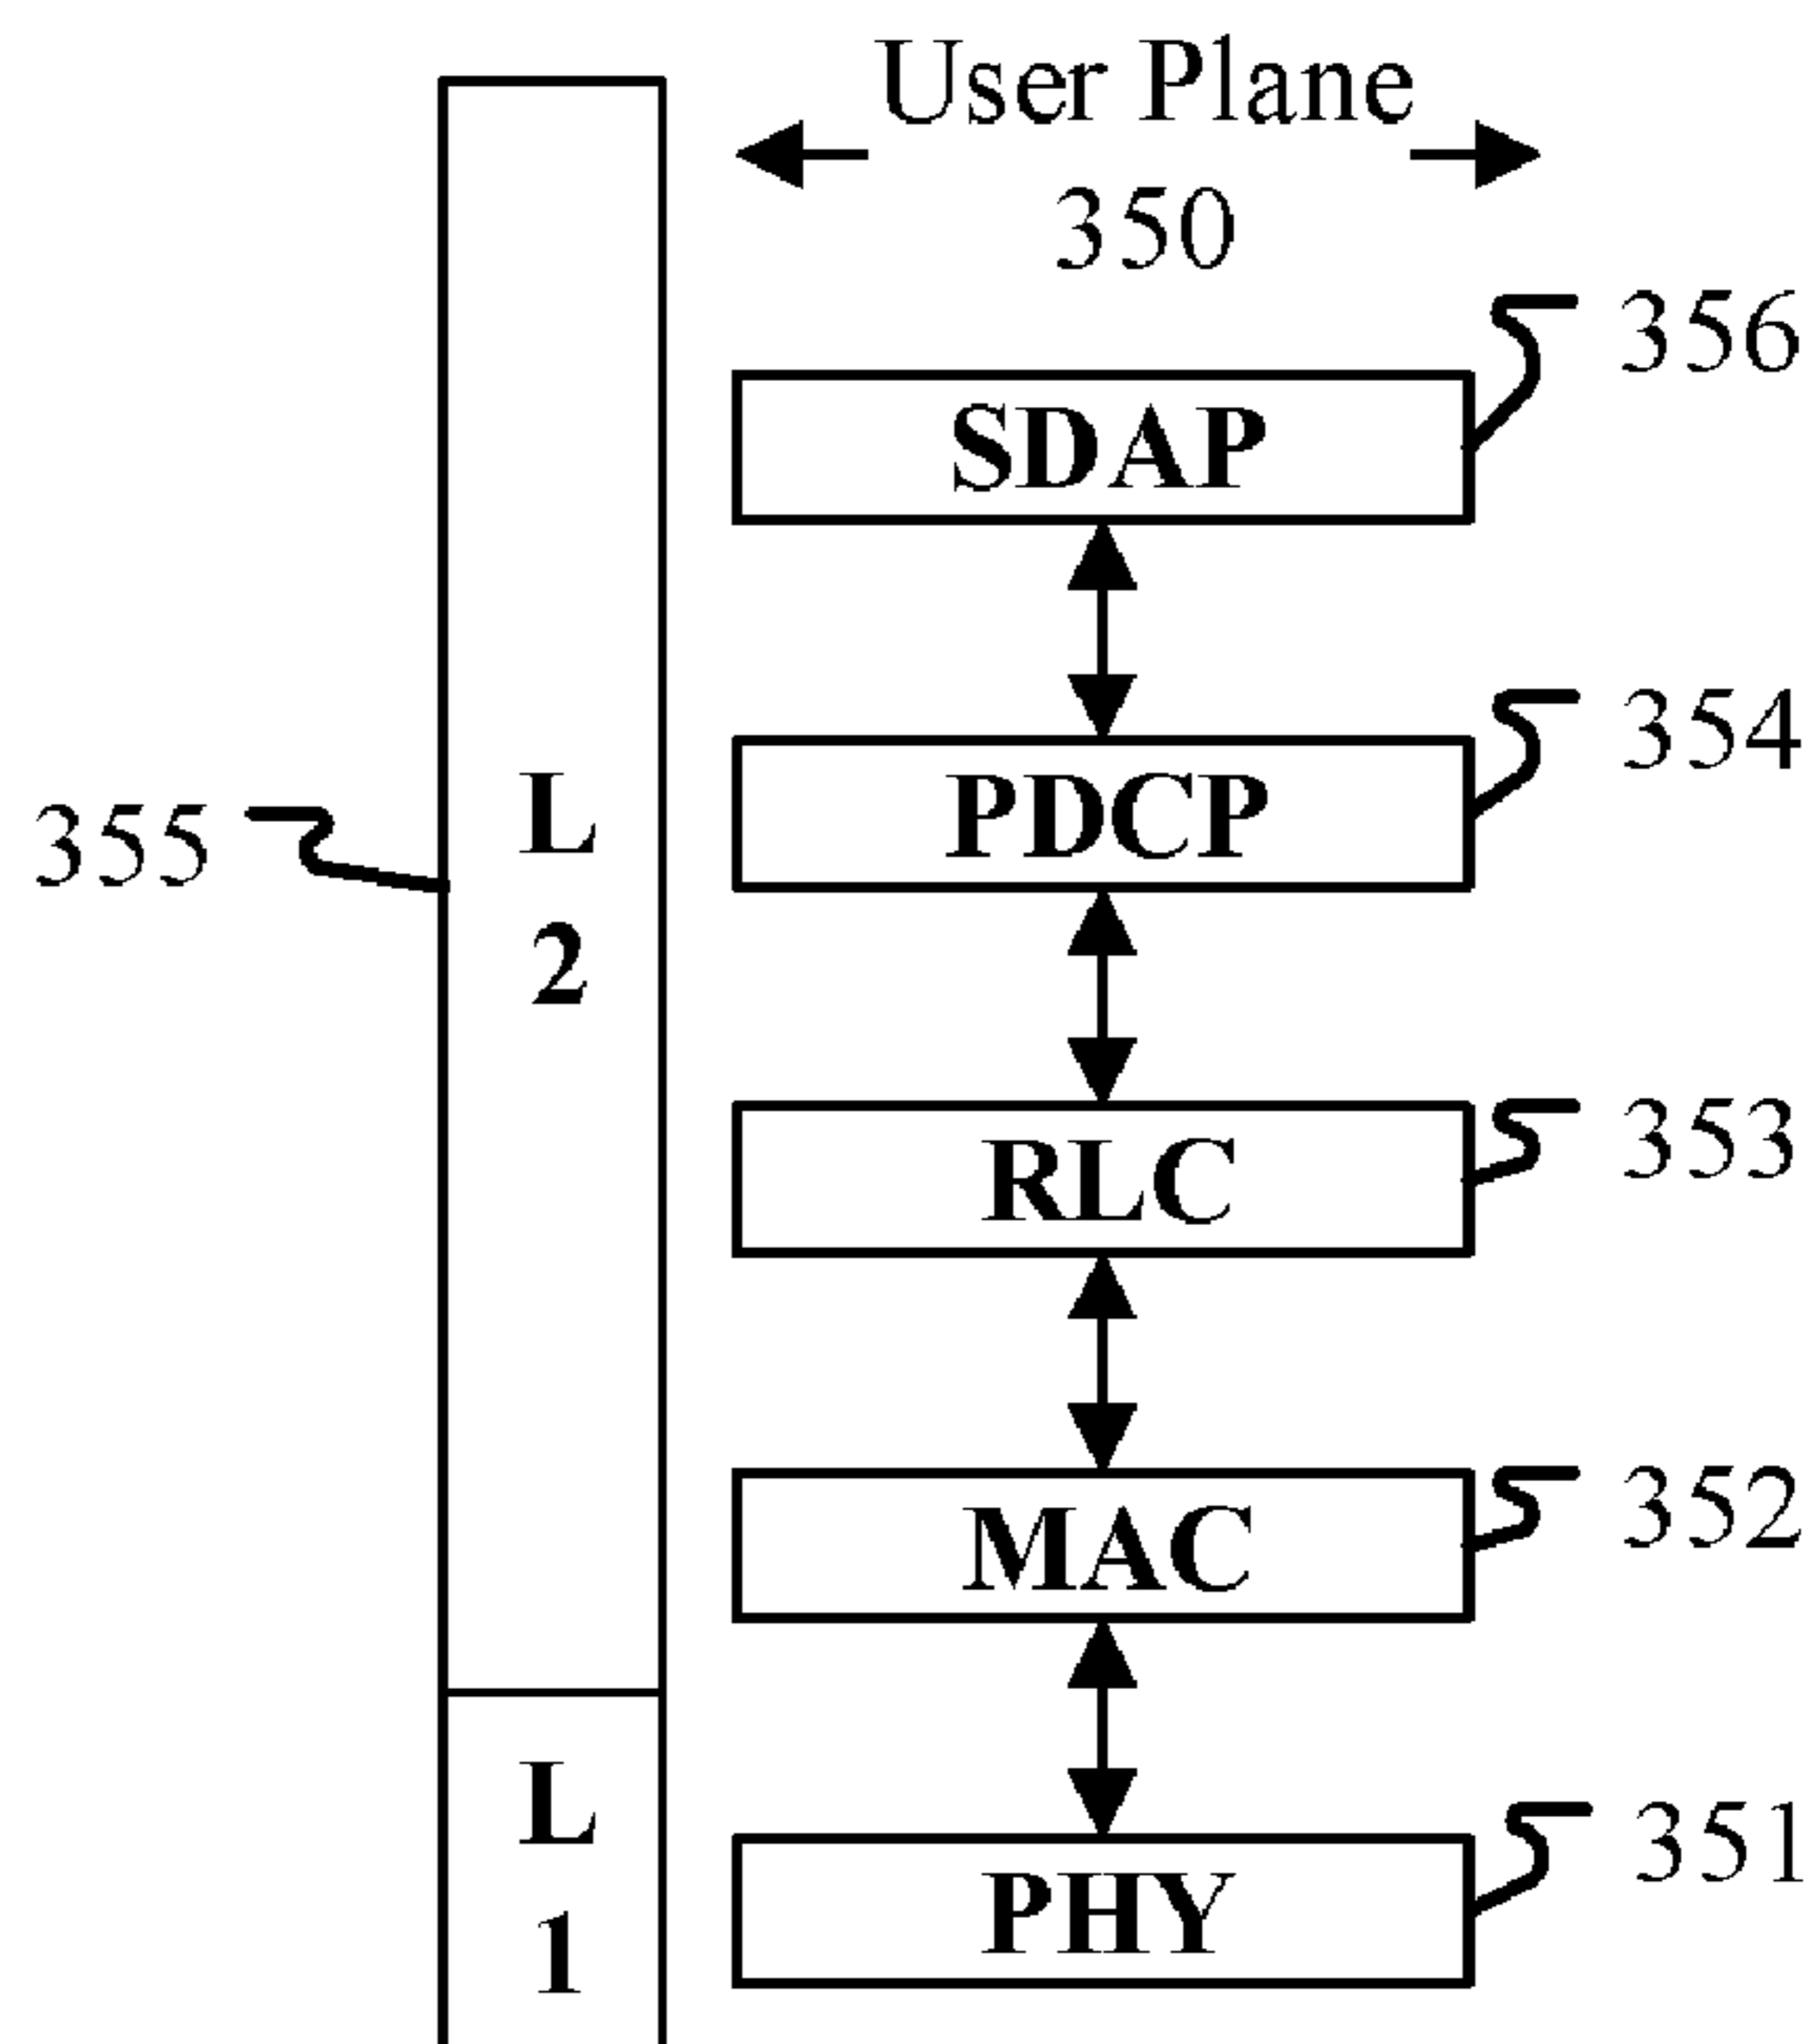 User Plane
350
356
SDAP
354
PDCP
355
L
2
353
RLC
352
MAC
L
1
351
PHY